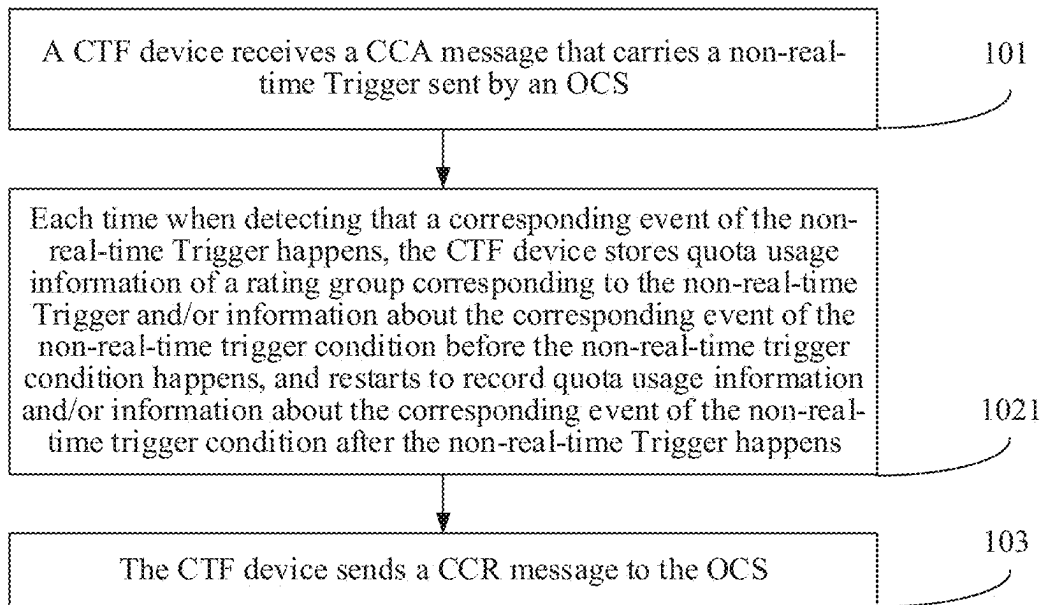 A CTF device receives a CCA message that carries a non-real-
time Trigger sent by an OCS
101
Each time when detecting that a corresponding event of the non-
real-time Trigger happens, the CTF device stores quota usage
information of a rating group corresponding to the non-real-time
Trigger and/or information about the corresponding event of the
non-real-time trigger condition before the non-real-time trigger
condition happens, and restarts to record quota usage information
and/or information about the corresponding event of the non-real-
time trigger condition after the non-real-time Trigger happens
1021
The CTF device sends a CCR message to the OCS
103